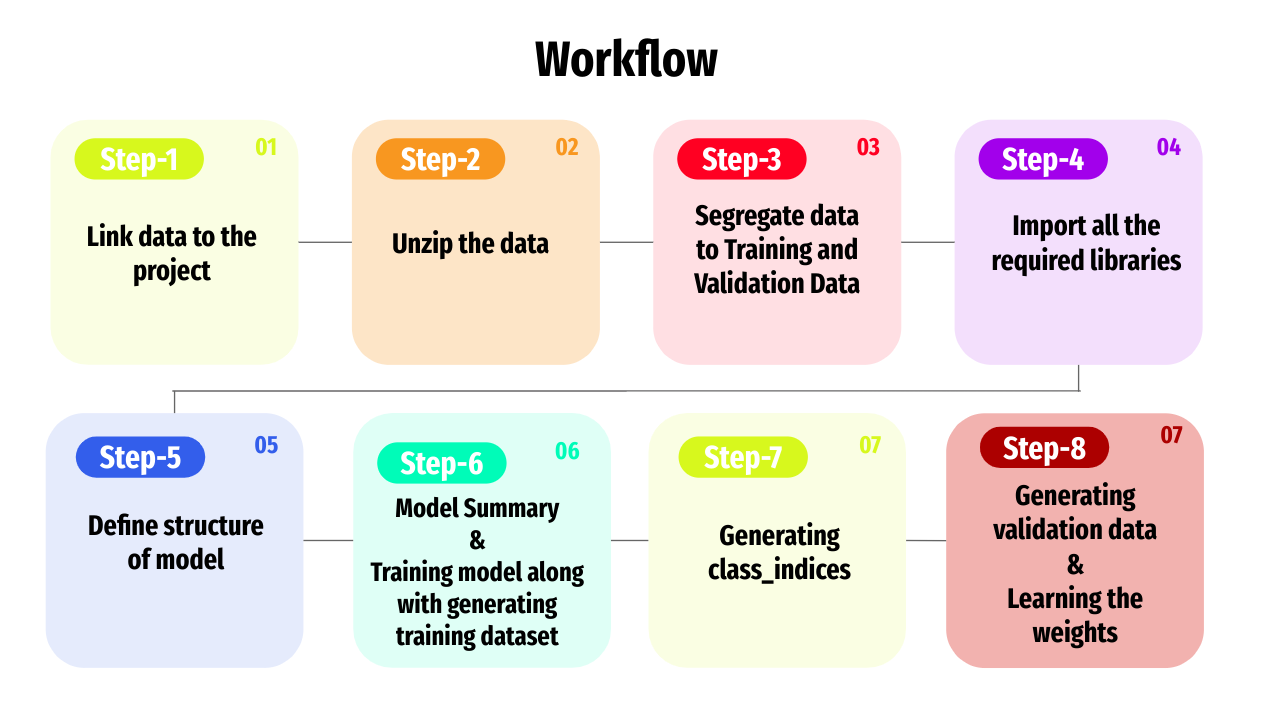 Workflow
Step-1
01
Link data to the
project
Step-2
02
Unzip the data
Step-3
03
Segregate data
to Training and
Validation Data
Step-4
04
Import all the
required libraries
Step-5
05
Define structure
of model
Step-6
06
Model Summary
&
Training model along
with generating
training dataset
Step-7
07
Generating
class_indices
Step-8
07
Generating
validation data
&
Learning the
weights